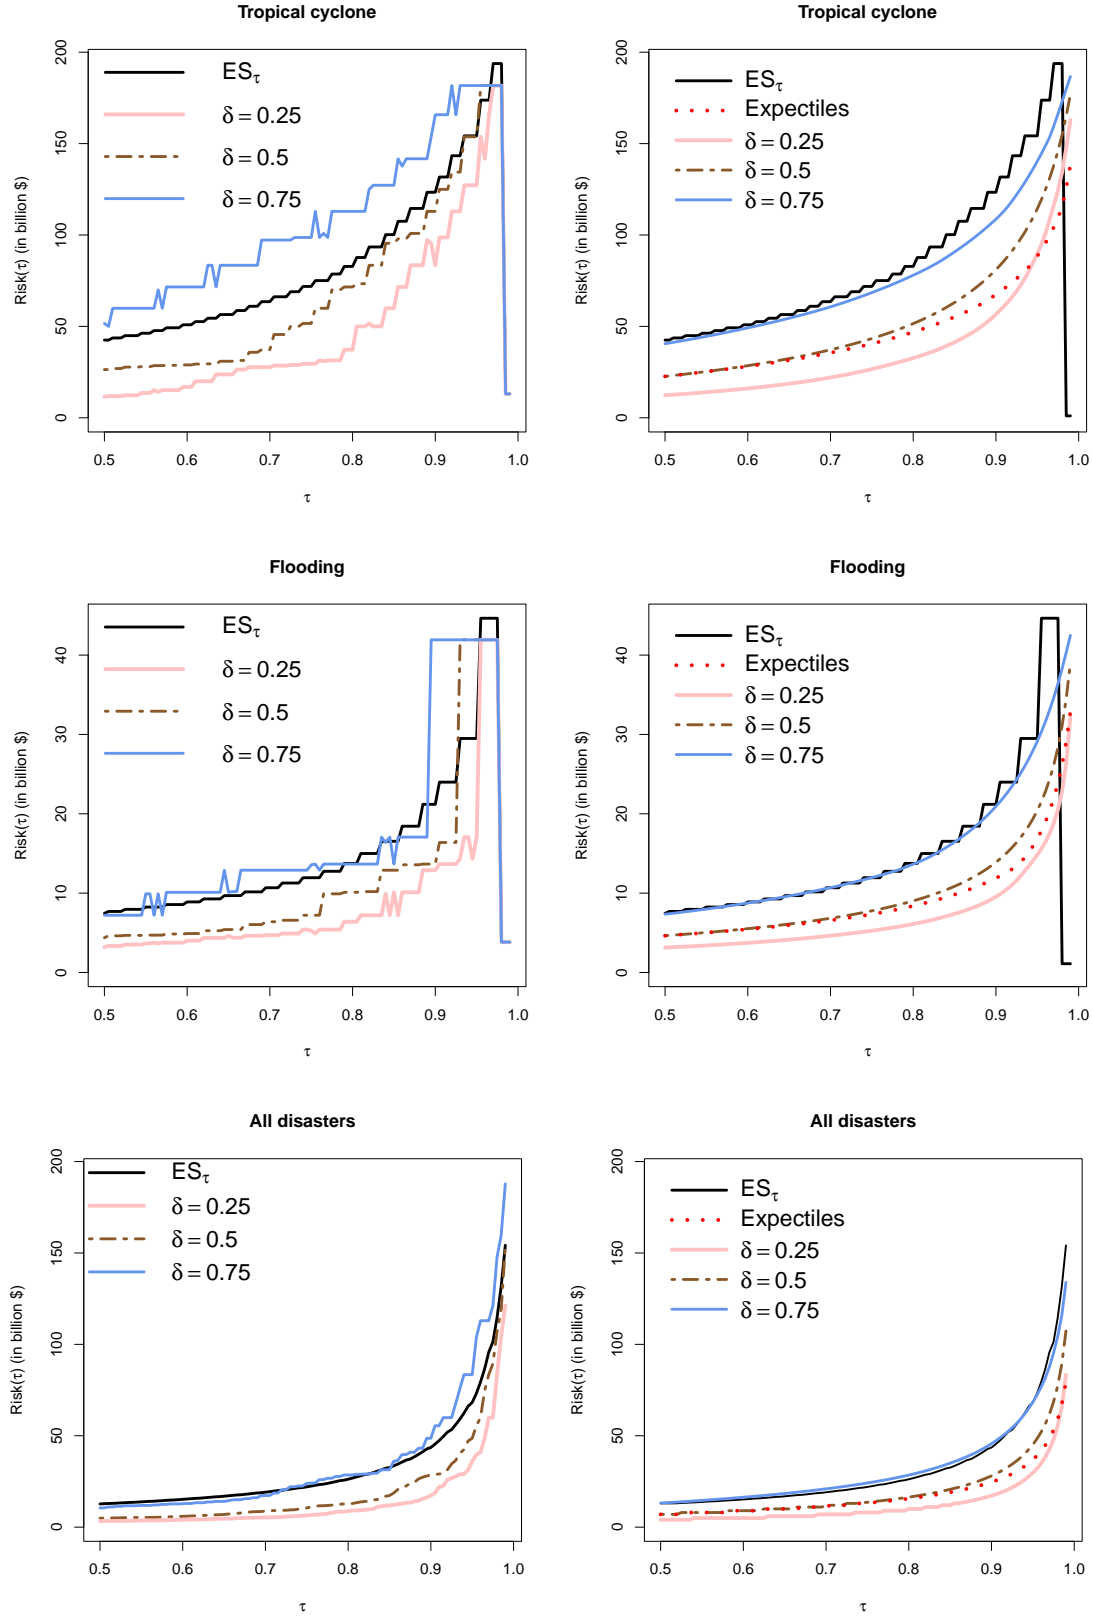 Tropical cyclone
Risk(τ) (in billion $)
200
150
100
50
0
ES_τ
δ = 0.25
δ = 0.5
δ = 0.75
0.5 0.6 0.7 0.8 0.9 1.0
τ
Tropical cyclone
Risk(τ) (in billion $)
200
150
100
50
0
ES_τ
Expectiles
δ = 0.25
δ = 0.5
δ = 0.75
0.5 0.6 0.7 0.8 0.9 1.0
τ
Flooding
Risk(τ) (in billion $)
40
30
20
10
0
ES_τ
δ = 0.25
δ = 0.5
δ = 0.75
0.5 0.6 0.7 0.8 0.9 1.0
τ
Flooding
Risk(τ) (in billion $)
40
30
20
10
0
ES_τ
Expectiles
δ = 0.25
δ = 0.5
δ = 0.75
0.5 0.6 0.7 0.8 0.9 1.0
τ
All disasters
Risk(τ) (in billion $)
200
150
100
50
0
ES_τ
δ = 0.25
δ = 0.5
δ = 0.75
0.5 0.6 0.7 0.8 0.9 1.0
τ
All disasters
Risk(τ) (in billion $)
200
150
100
50
0
ES_τ
Expectiles
δ = 0.25
δ = 0.5
δ = 0.75
0.5 0.6 0.7 0.8 0.9 1.0
τ